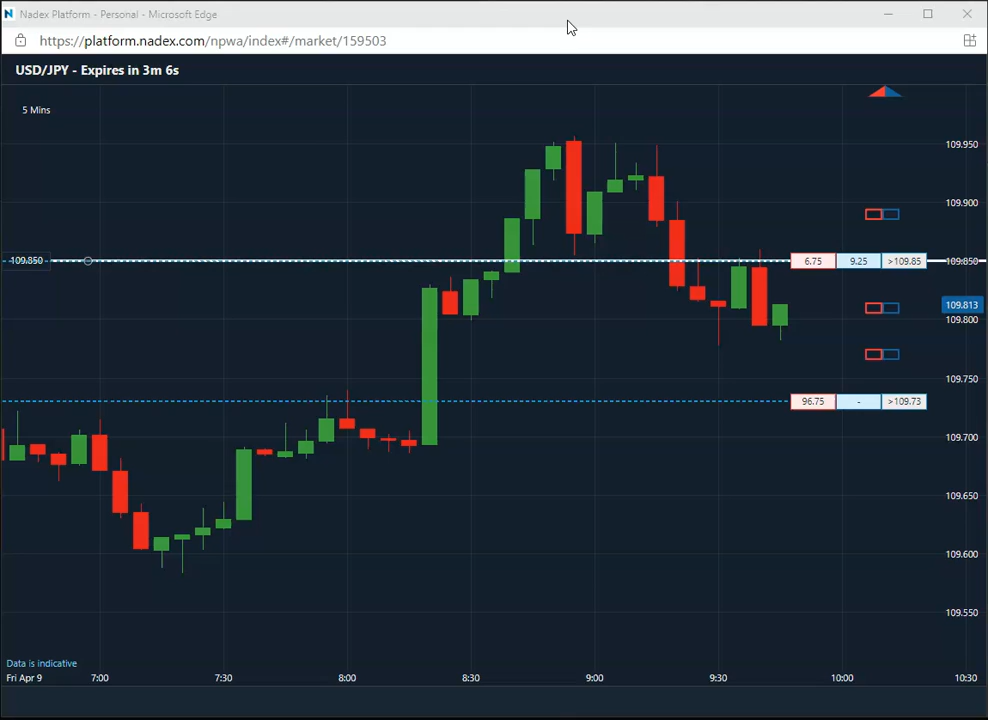 Nadex Platform - Personal - Microsoft Edge
https://platform.nadex.com/npwa/index#/market/159503
USD/JPY - Expires in 3m 6s
5 Mins
109.950
109.900
109.850
6.75 9.25 >109.85
109.850
109.813
109.800
109.750
96.75 - >109.73
109.700
109.650
109.600
109.550
Data is indicative
Fri Apr 9 7:00 7:30 8:00 8:30 9:00 9:30 10:00 10:30